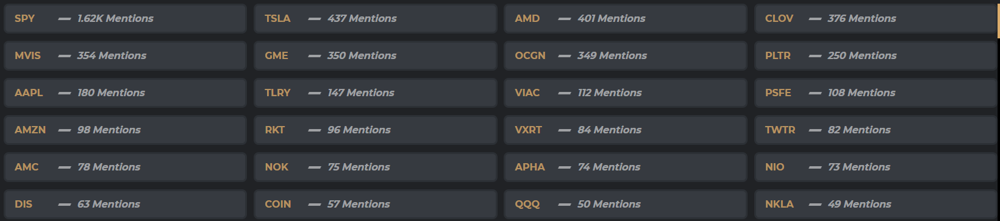 SPY — 1.62K Mentions TSLA — 437 Mentions AMD — 401 Mentions CLOV — 376 Mentions
MVIS — 354 Mentions GME — 350 Mentions OCGN — 349 Mentions PLTR — 250 Mentions
AAPL — 180 Mentions TLRY — 147 Mentions VIAC — 112 Mentions PSFE — 108 Mentions
AMZN — 98 Mentions RKT — 96 Mentions VXRT — 84 Mentions TWTR — 82 Mentions
AMC — 78 Mentions NOK — 75 Mentions APHA — 74 Mentions NIO — 73 Mentions
DIS — 63 Mentions COIN — 57 Mentions QQQ — 50 Mentions NKLA — 49 Mentions